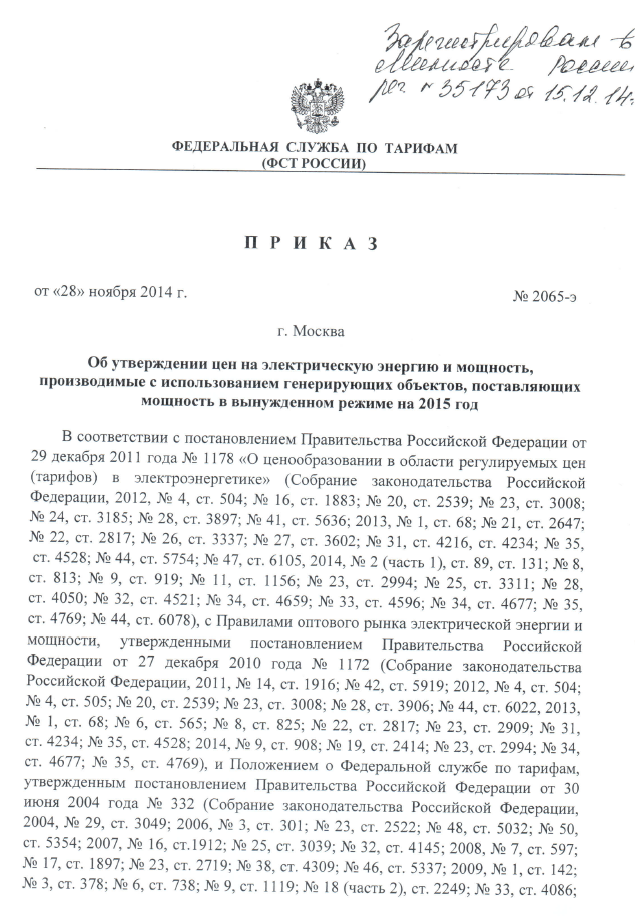 Зарегистрирован в
Минюсте России
рег. № 35173 от 15.12.14г.
ФЕДЕРАЛЬНАЯ СЛУЖБА ПО ТАРИФАМ
(ФСТ РОССИИ)
П Р И К А З
от «28» ноября 2014 г.
№ 2065-э
г. Москва
Об утверждении цен на электрическую энергию и мощность,
производимые с использованием генерирующих объектов, поставляющих
мощность в вынужденном режиме на 2015 год
В соответствии с постановлением Правительства Российской Федерации от
29 декабря 2011 года № 1178 «О ценообразовании в области регулируемых цен
(тарифов) в электроэнергетике» (Собрание законодательства Российской
Федерации, 2012, № 4, ст. 504; № 16, ст. 1883; № 20, ст. 2539; № 23, ст. 3008;
№ 24, ст. 3185; № 28, ст. 3897; № 41, ст. 5636; 2013, № 1, ст. 68; № 21, ст. 2647;
№ 22, ст. 2817; № 26, ст. 3337; № 27, ст. 3602; № 31, ст. 4216, ст. 4234; № 35,
ст. 4528; № 44, ст. 5754; № 47, ст. 6105, 2014, № 2 (часть 1), ст. 89, ст. 131; № 8,
ст. 813; № 9, ст. 919; № 11, ст. 1156; № 23, ст. 2994; № 25, ст. 3311; № 28,
ст. 4050; № 32, ст. 4521; № 34, ст. 4659; № 33, ст. 4596; № 34, ст. 4677; № 35,
ст. 4769; № 44, ст. 6078), с Правилами оптового рынка электрической энергии и
мощности, утвержденными постановлением Правительства Российской
Федерации от 27 декабря 2010 года № 1172 (Собрание законодательства
Российской Федерации, 2011, № 14, ст. 1916; № 42, ст. 5919; 2012, № 4, ст. 504;
№ 4, ст. 505; № 20, ст. 2539; № 23, ст. 3008; № 28, ст. 3906; № 44, ст. 6022, 2013,
№ 1, ст. 68; № 6, ст. 565; № 8, ст. 825; № 22, ст. 2817; № 23, ст. 2909; № 31,
ст. 4234; № 35, ст. 4528; 2014, № 9, ст. 908; № 19, ст. 2414; № 23, ст. 2994; № 34,
ст. 4677; № 35, ст. 4769), и Положением о Федеральной службе по тарифам,
утвержденным постановлением Правительства Российской Федерации от 30
июня 2004 года № 332 (Собрание законодательства Российской Федерации,
2004, № 29, ст. 3049; 2006, № 3, ст. 301; № 23, ст. 2522; № 48, ст. 5032; № 50,
ст. 5354; 2007, № 16, ст.1912; № 25, ст. 3039; № 32, ст. 4145; 2008, № 7, ст. 597;
№ 17, ст. 1897; № 23, ст. 2719; № 38, ст. 4309; № 46, ст. 5337; 2009, № 1, ст. 142;
№ 3, ст. 378; № 6, ст. 738; № 9, ст. 1119; № 18 (часть 2), ст. 2249; № 33, ст. 4086;